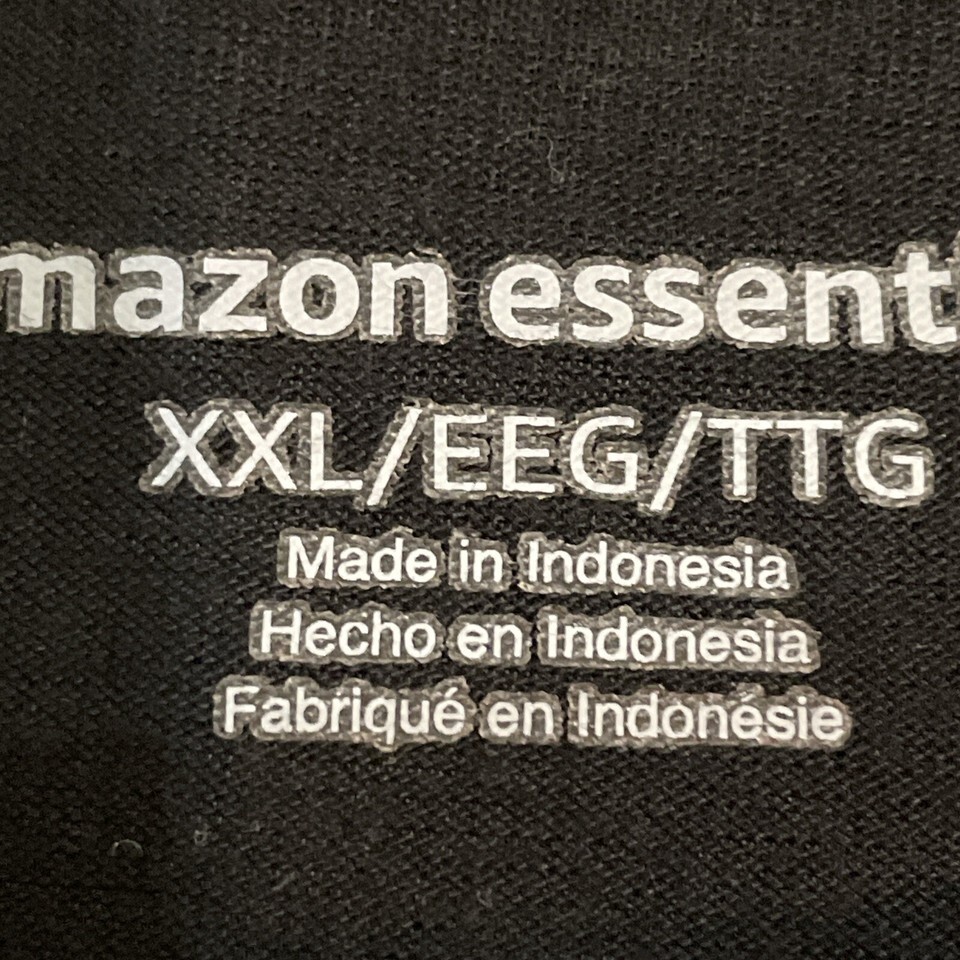 mazon essent
XXL/EEG/TTG
Made in Indonesia
Hecho en Indonesia
Fabriqué en Indonésie